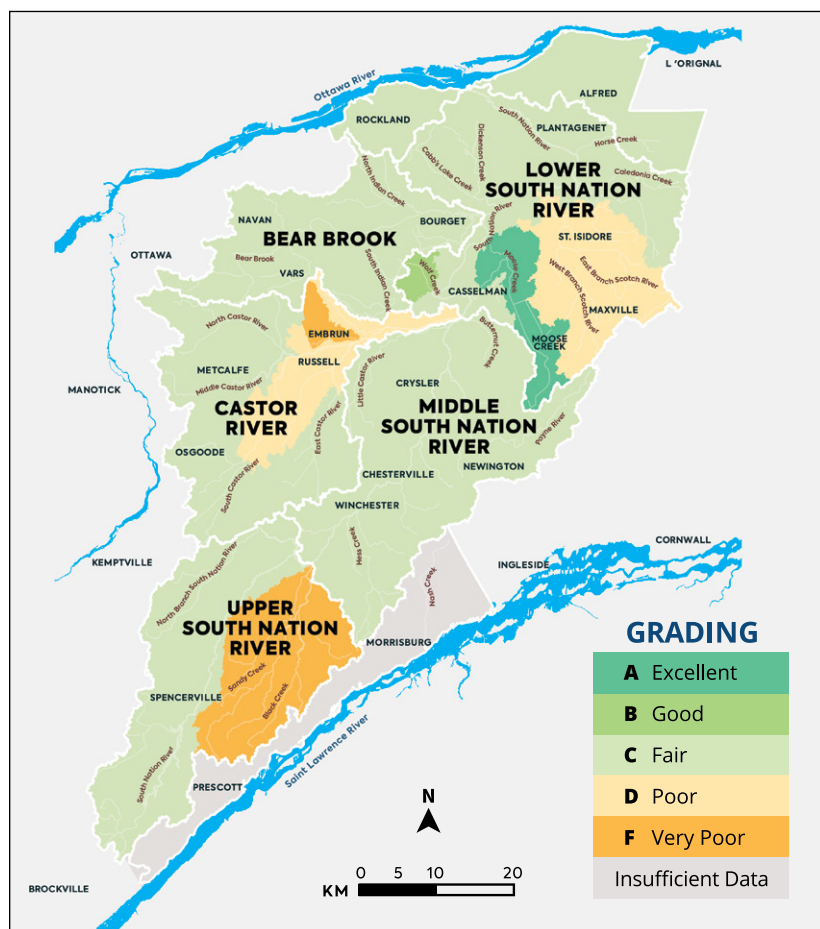 L 'ORIGNAL
Ottawa River
ALFRED
ROCKLAND
South Nation River
PLANTAGENET
Dickenson Creek
Horse Creek
Cobb's Lake Creek
North Indian Creek
LOWER
SOUTH NATION
RIVER
Caledonia Creek
NAVAN
BOURGET
South Nation River
ST. ISIDORE
BEAR BROOK
OTTAWA
Bear Brook
VARS
South Indian Creek
Wolf Creek
Moose Creek
CASSELMAN
West Branch Scotch River
East Branch Scotch River
MAXVILLE
North Castor River
EMBRUN
Butternut Creek
MOOSE
CREEK
RUSSELL
METCALFE
Little Castor River
MANOTICK
Middle Castor River
CRYSLER
CASTOR
RIVER
East Castor River
MIDDLE
SOUTH NATION
RIVER
Payne River
OSGOODE
South Castor River
NEWINGTON
CHESTERVILLE
WINCHESTER
KEMPTVILLE
North Branch South Nation River
Hess Creek
CORNWALL
INGLESIDE
Nash Creek
UPPER
SOUTH NATION
RIVER
MORRISBURG
Sandy Creek
SPENCERVILLE
Black Creek
Saint Lawrence River
South Nation River
PRESCOTT
BROCKVILLE
GRADING
A Excellent
B Good
C Fair
D Poor
F Very Poor
Insufficient Data
N
0 5 10 20
KM